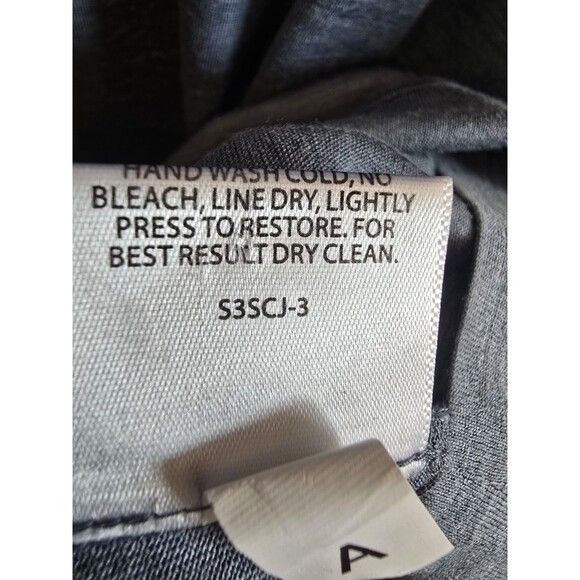 HAND WASH COLD, NO
BLEACH, LINE DRY, LIGHTLY
PRESS TO RESTORE. FOR
BEST RESULT DRY CLEAN.
S3SCJ-3
A